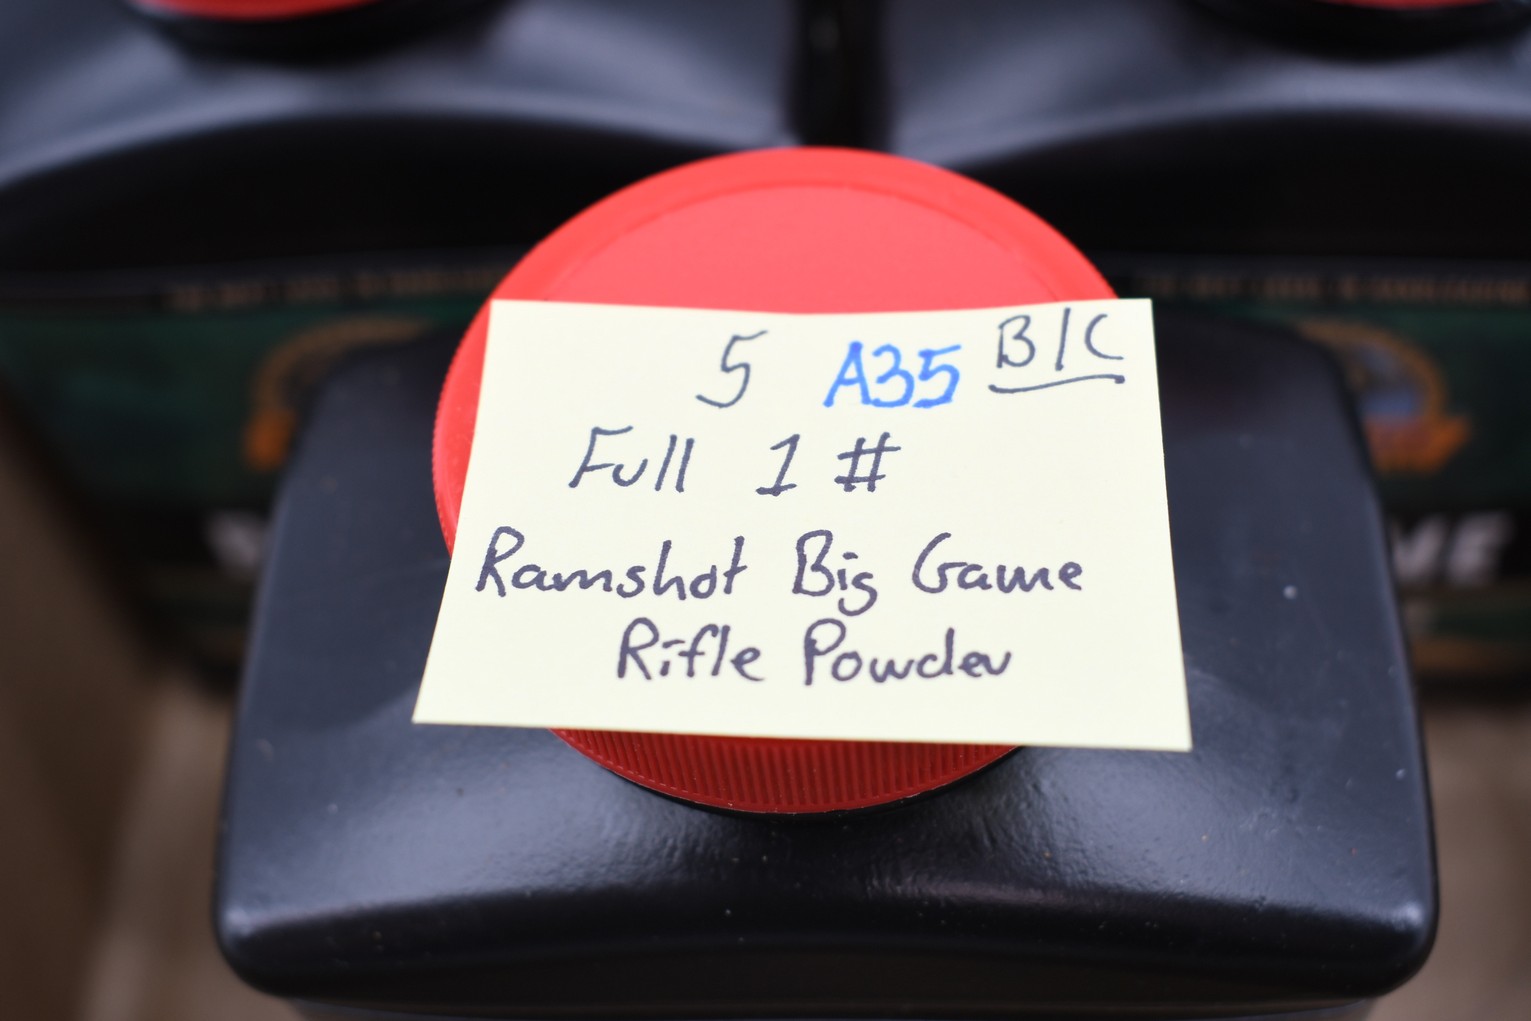 5 A35 B/C
Full 1 #
Ramshot Big Game
Rifle Powder